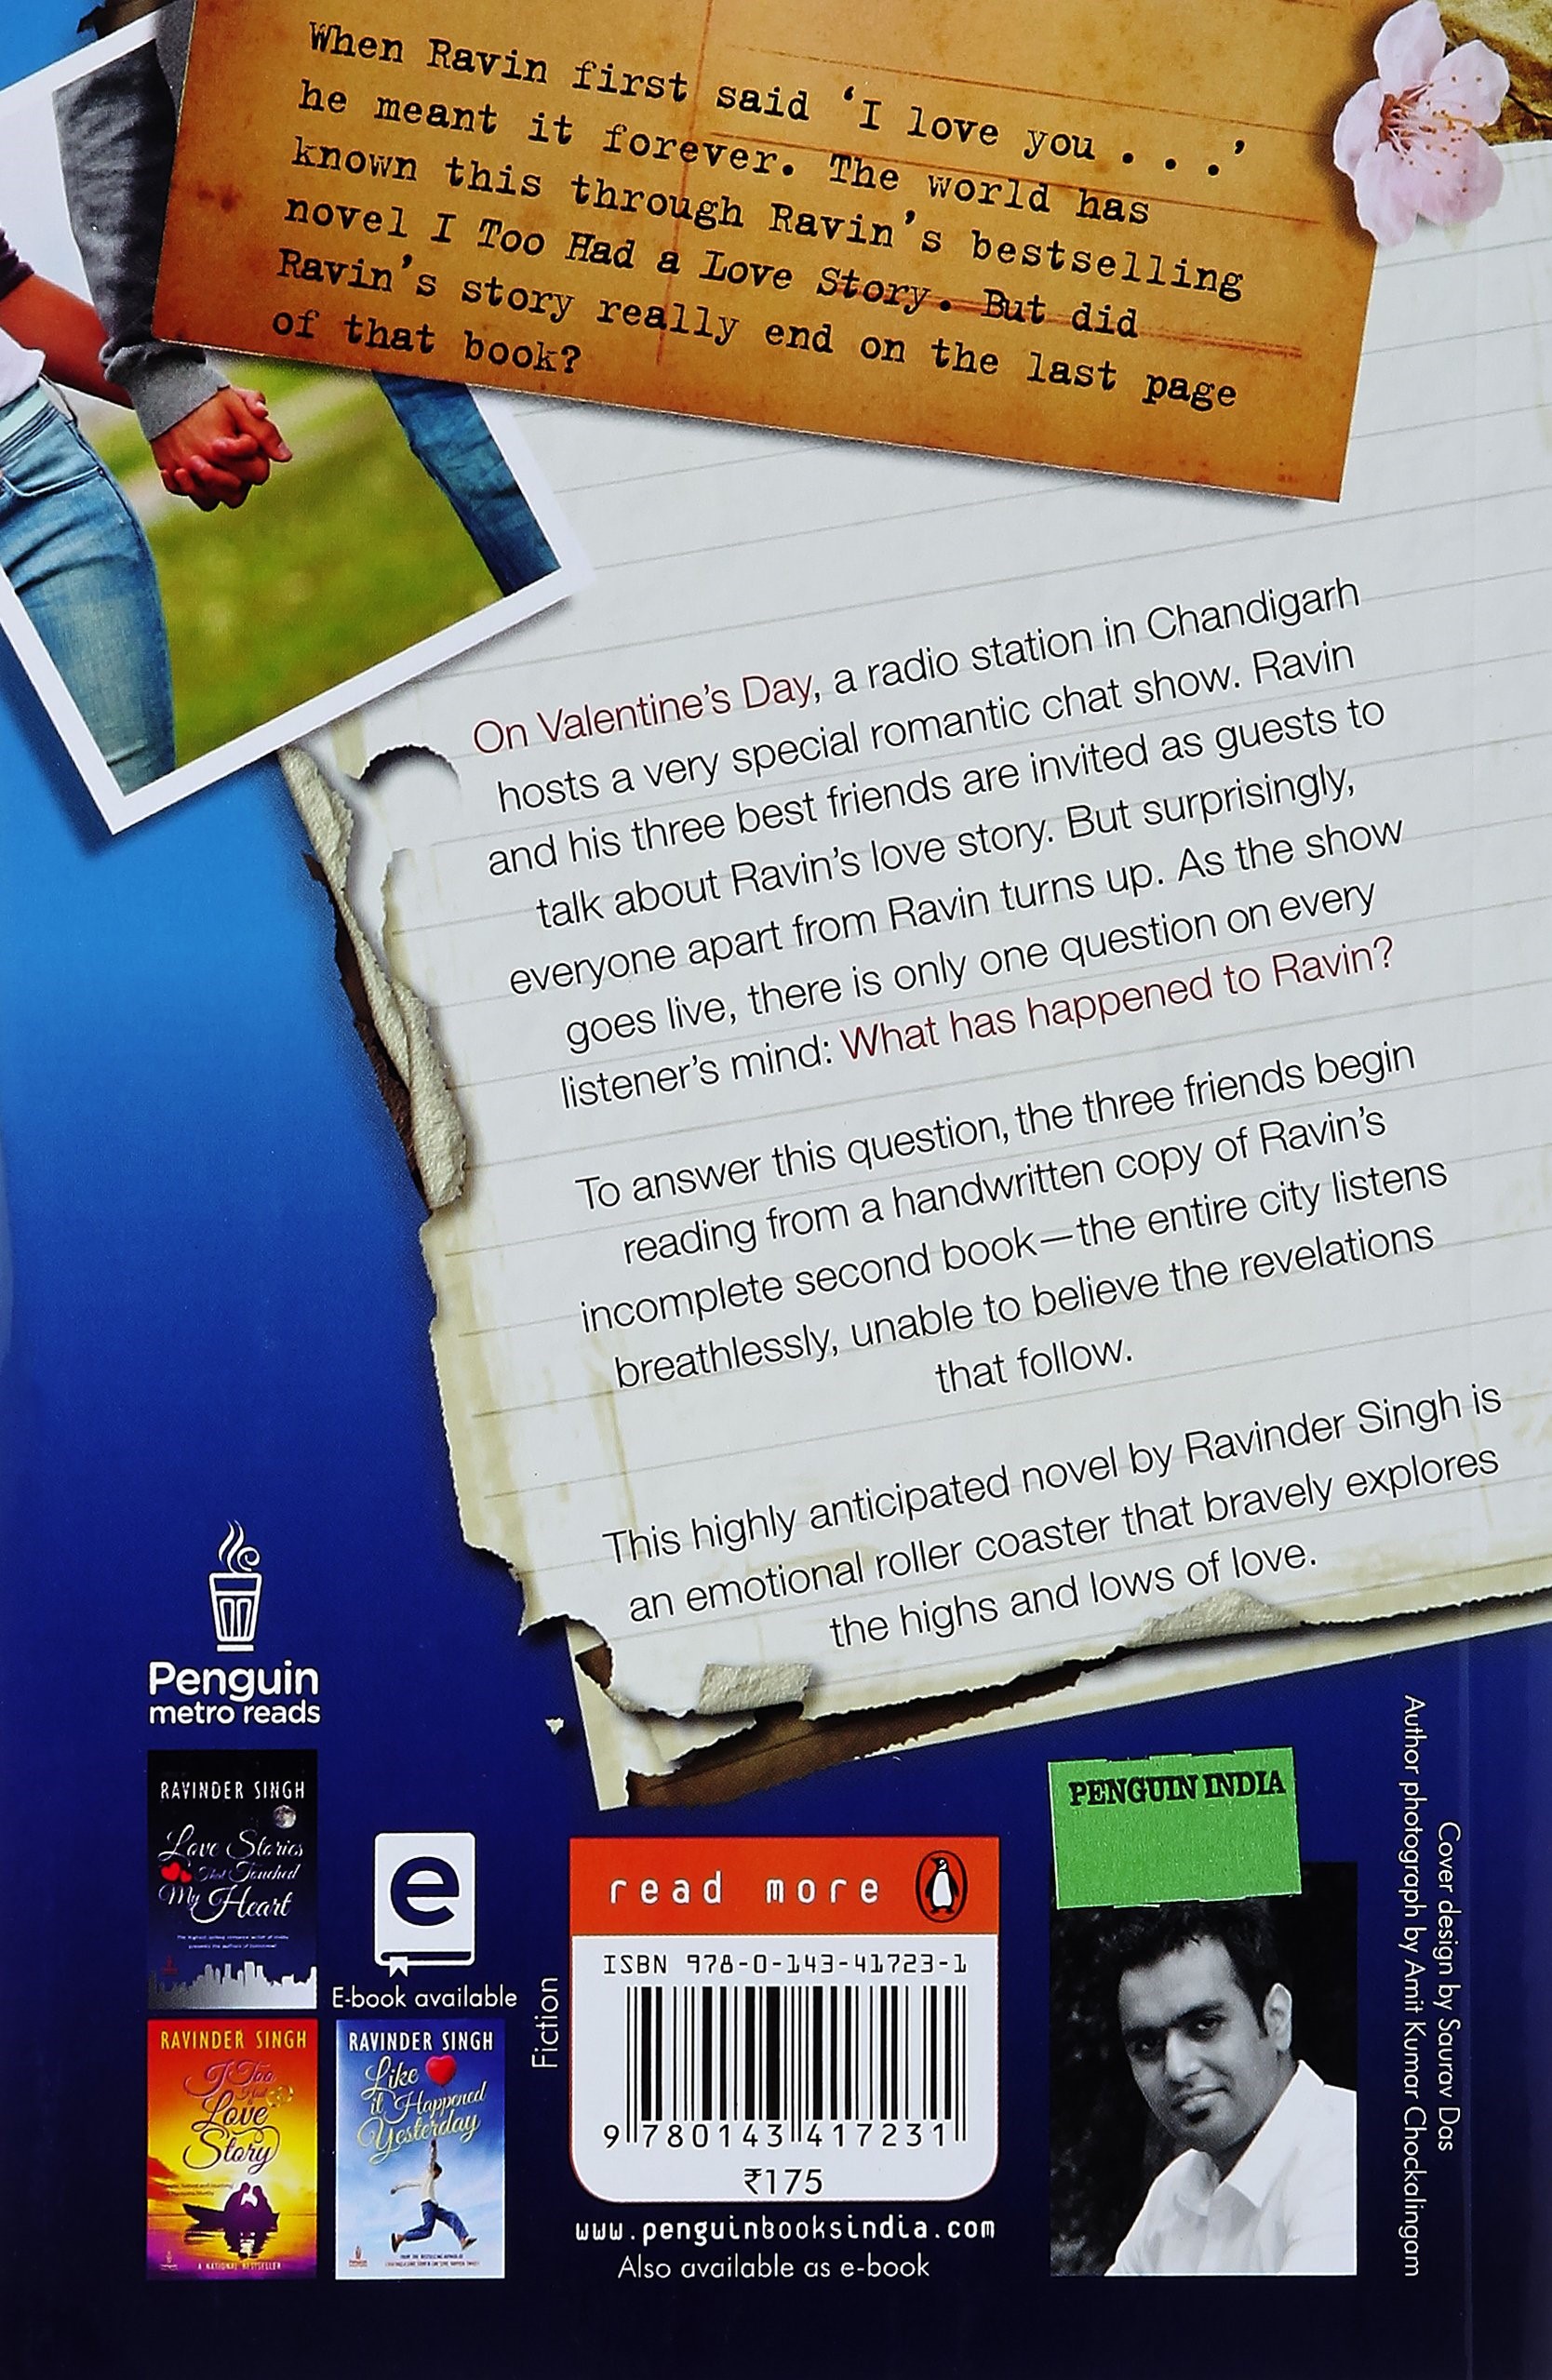 When Ravin first said ‘I love you . . .’
he meant it forever. The world has
known this through Ravin’s bestselling
novel I Too Had a Love Story. But did
Ravin’s story really end on the last page
of that book?
On Valentine’s Day, a radio station in Chandigarh
hosts a very special romantic chat show. Ravin
and his three best friends are invited as guests to
talk about Ravin’s love story. But surprisingly,
everyone apart from Ravin turns up. As the show
goes live, there is only one question on every
listener’s mind: What has happened to Ravin?
To answer this question, the three friends begin
reading from a handwritten copy of Ravin’s
incomplete second book—the entire city listens
breathlessly, unable to believe the revelations
that follow.
This highly anticipated novel by Ravinder Singh is
an emotional roller coaster that bravely explores
the highs and lows of love.
Penguin
metro reads
RAVINDER SINGH
Love Stories
That Touched
My Heart
e
E-book available
RAVINDER SINGH
I Too
Had a
Love
Story
A NATIONAL BESTSELLER
RAVINDER SINGH
Like
it Happened
Yesterday
Fiction
read more
ISBN 978-0-143-41723-1
9 780143 417231
₹175
www.penguinbooksindia.com
Also available as e-book
PENGUIN INDIA
Cover design by Saurav Das
Author photograph by Amit Kumar Chockalingam